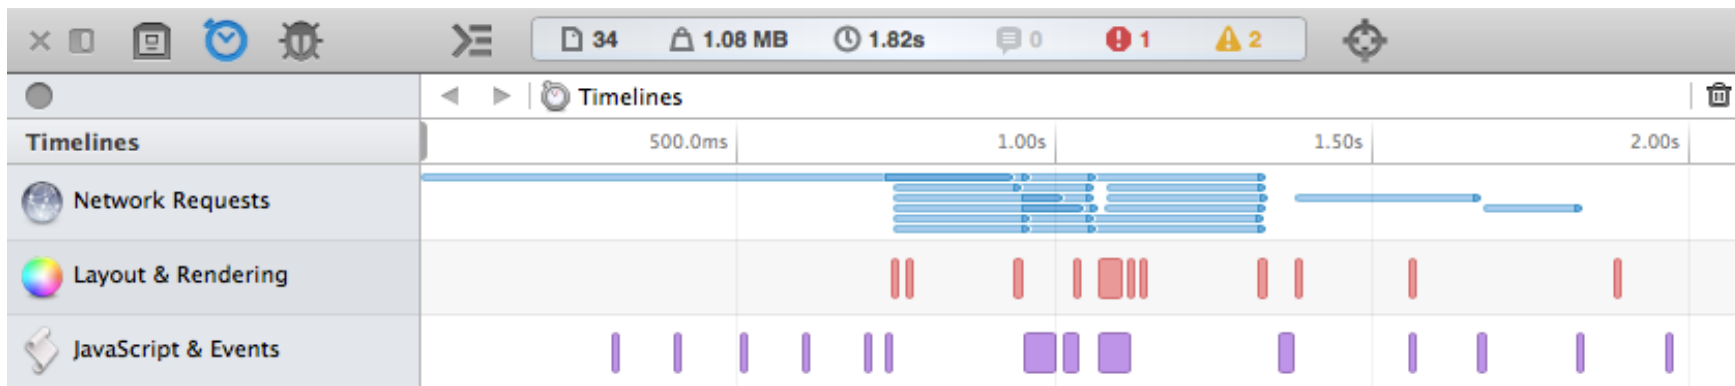 34 1.08 MB 1.82s 0 1 2
Timelines
Timelines 500.0ms 1.00s 1.50s 2.00s
Network Requests
Layout & Rendering
JavaScript & Events